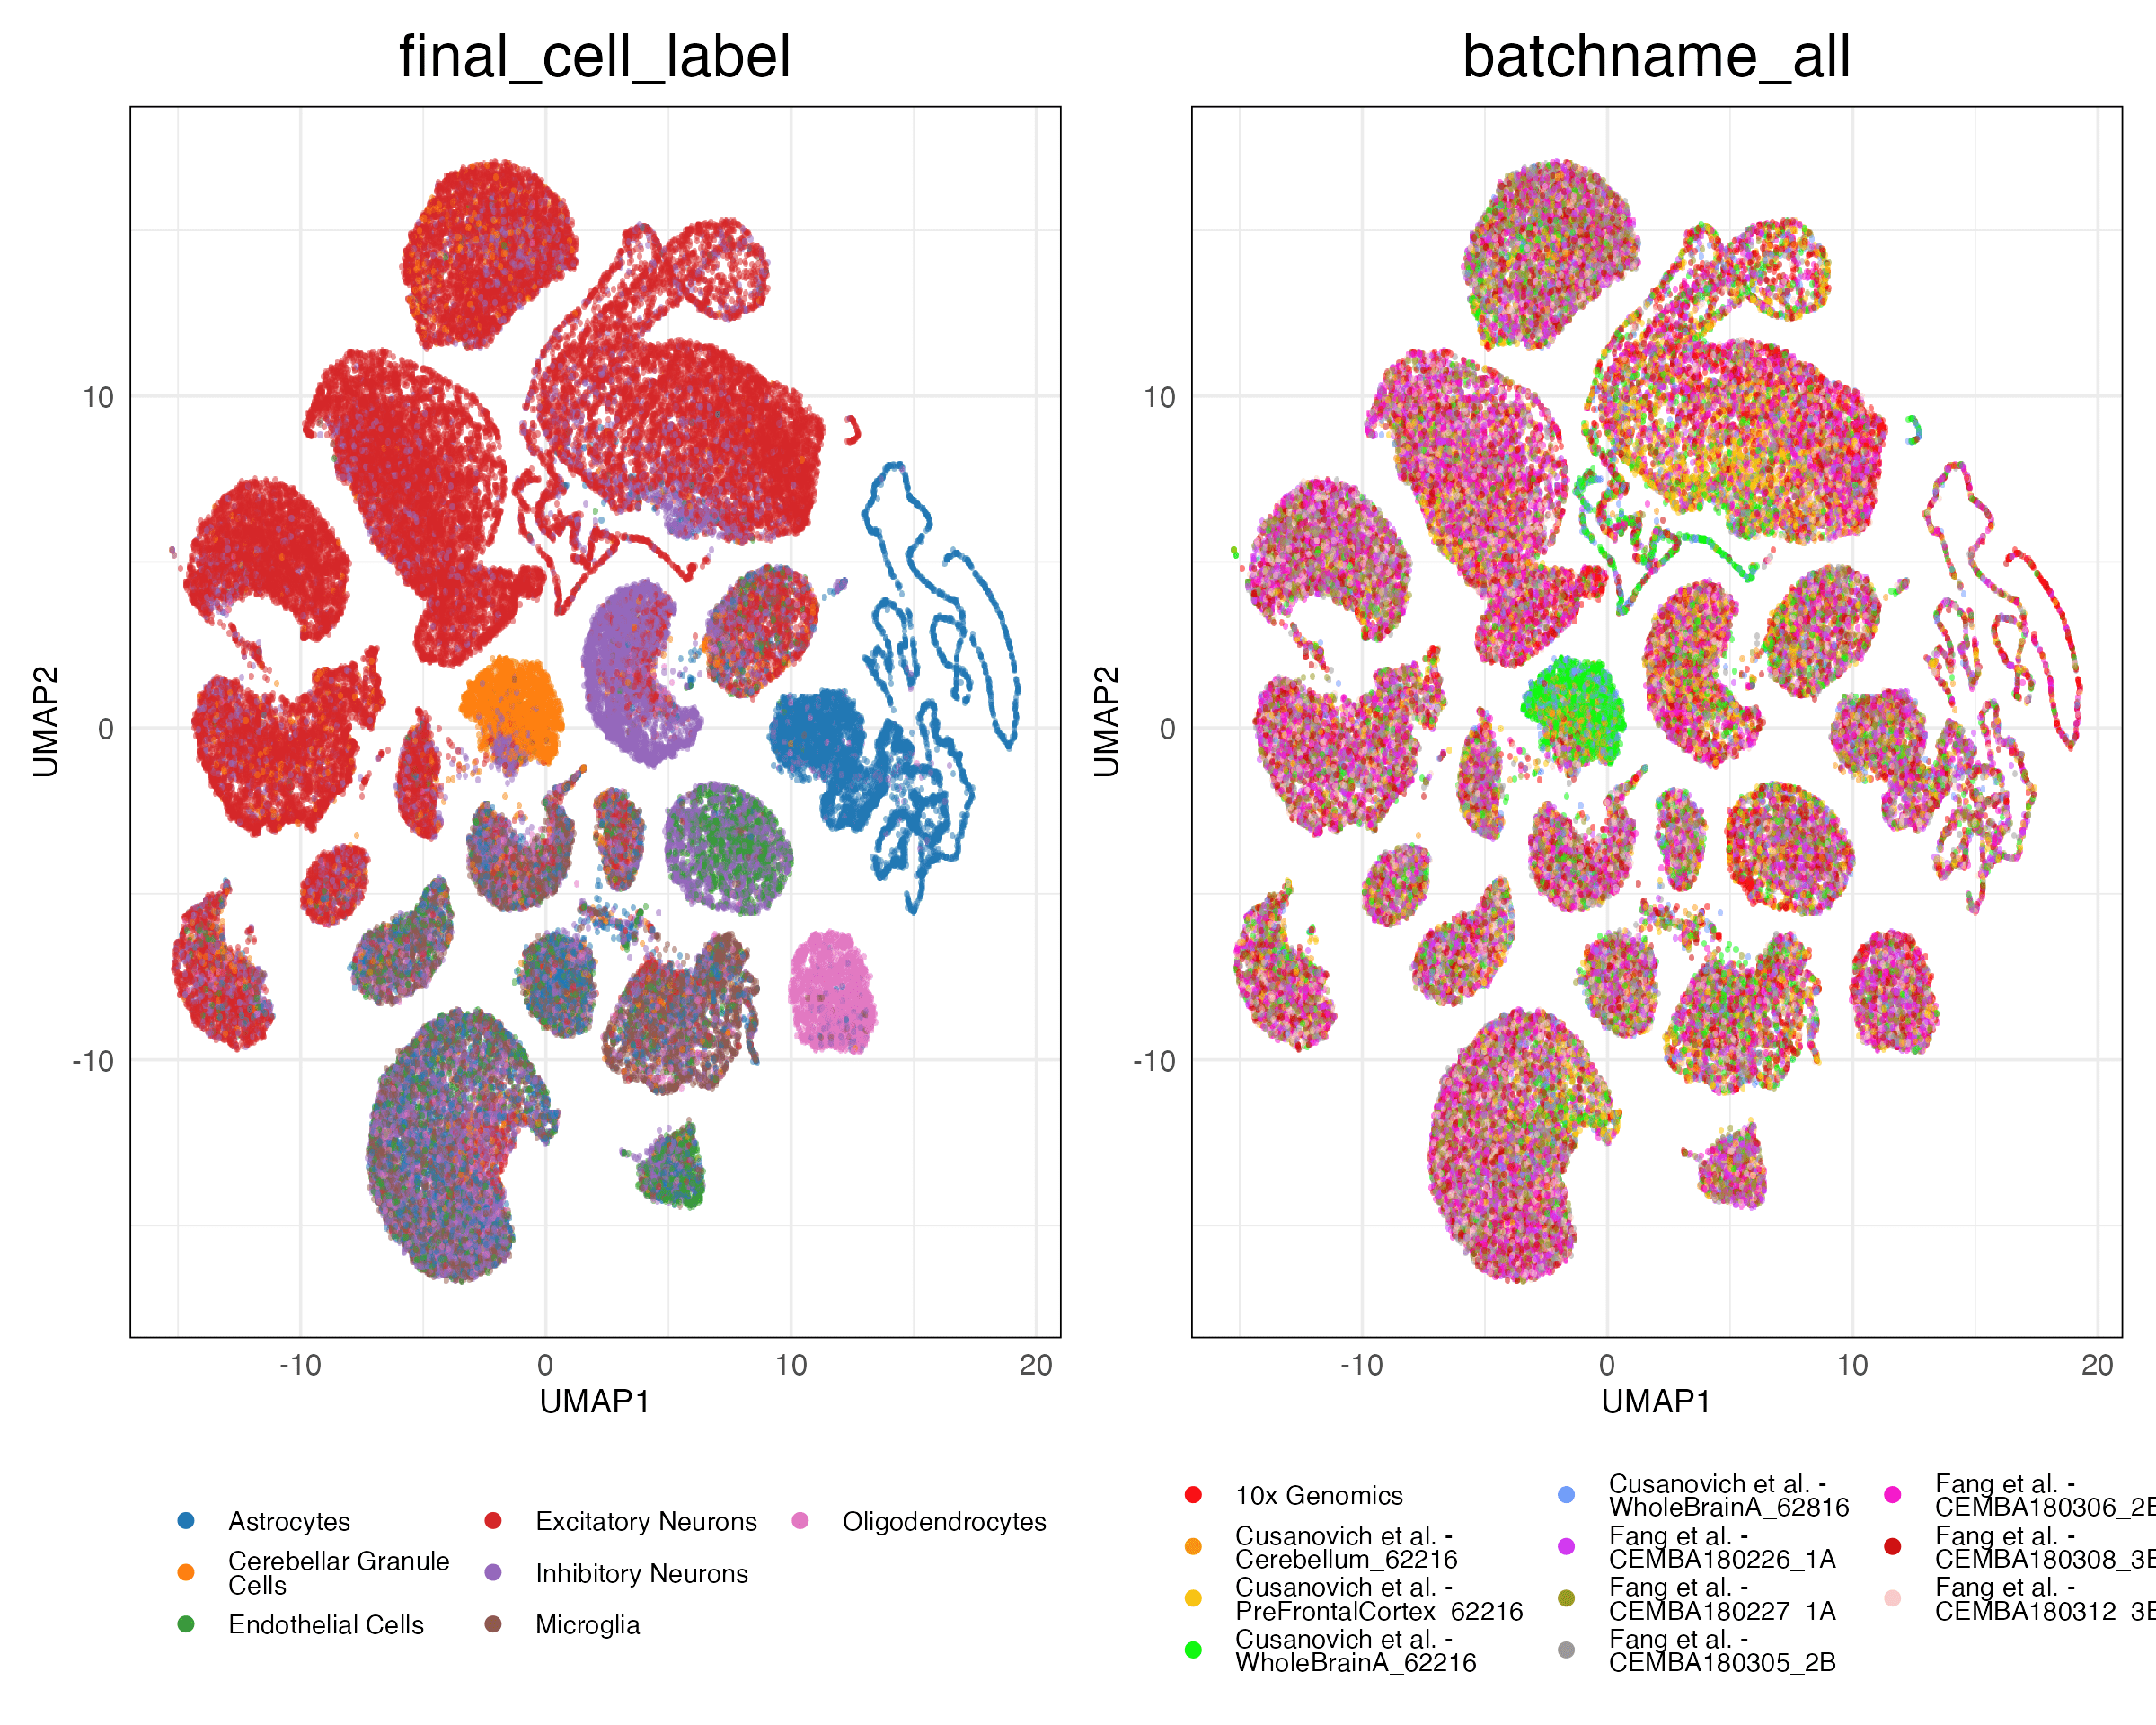 final_cell_label
batchname_all
10
0
-10
UMAP2
-10
0
10
20
UMAP1
10
0
-10
UMAP2
-10
0
10
20
UMAP1
Astrocytes
Cerebellar Granule
Cells
Endothelial Cells
Excitatory Neurons
Inhibitory Neurons
Microglia
Oligodendrocytes
10x Genomics
Cusanovich et al. -
Cerebellum_62216
Cusanovich et al. -
PreFrontalCortex_62216
Cusanovich et al. -
WholeBrainA_62216
Cusanovich et al. -
WholeBrainA_62816
Fang et al. -
CEMBA180226_1A
Fang et al. -
CEMBA180227_1A
Fang et al. -
CEMBA180305_2B
Fang et al. -
Fang et al. -
Fang et al. -